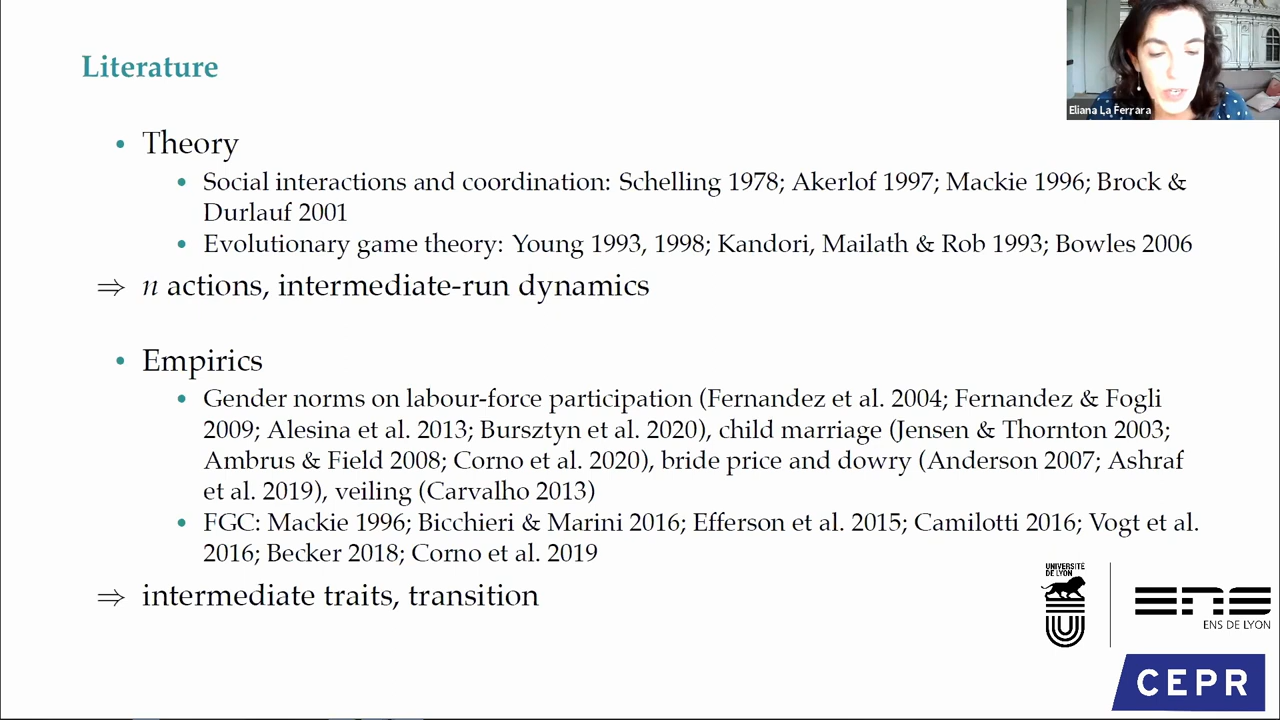 Literature
Eliana La Ferrara
• Theory
• Social interactions and coordination: Schelling 1978; Akerlof 1997; Mackie 1996; Brock &
Durlauf 2001
• Evolutionary game theory: Young 1993, 1998; Kandori, Mailath & Rob 1993; Bowles 2006
⇒ n actions, intermediate-run dynamics
• Empirics
• Gender norms on labour-force participation (Fernandez et al. 2004; Fernandez & Fogli
2009; Alesina et al. 2013; Bursztyn et al. 2020), child marriage (Jensen & Thornton 2003;
Ambrus & Field 2008; Corno et al. 2020), bride price and dowry (Anderson 2007; Ashraf
et al. 2019), veiling (Carvalho 2013)
• FGC: Mackie 1996; Bicchieri & Marini 2016; Efferson et al. 2015; Camilotti 2016; Vogt et al.
2016; Becker 2018; Corno et al. 2019
⇒ intermediate traits, transition
UNIVERSITE
DE LYON
ENS
ENS DE LYON
CEPR